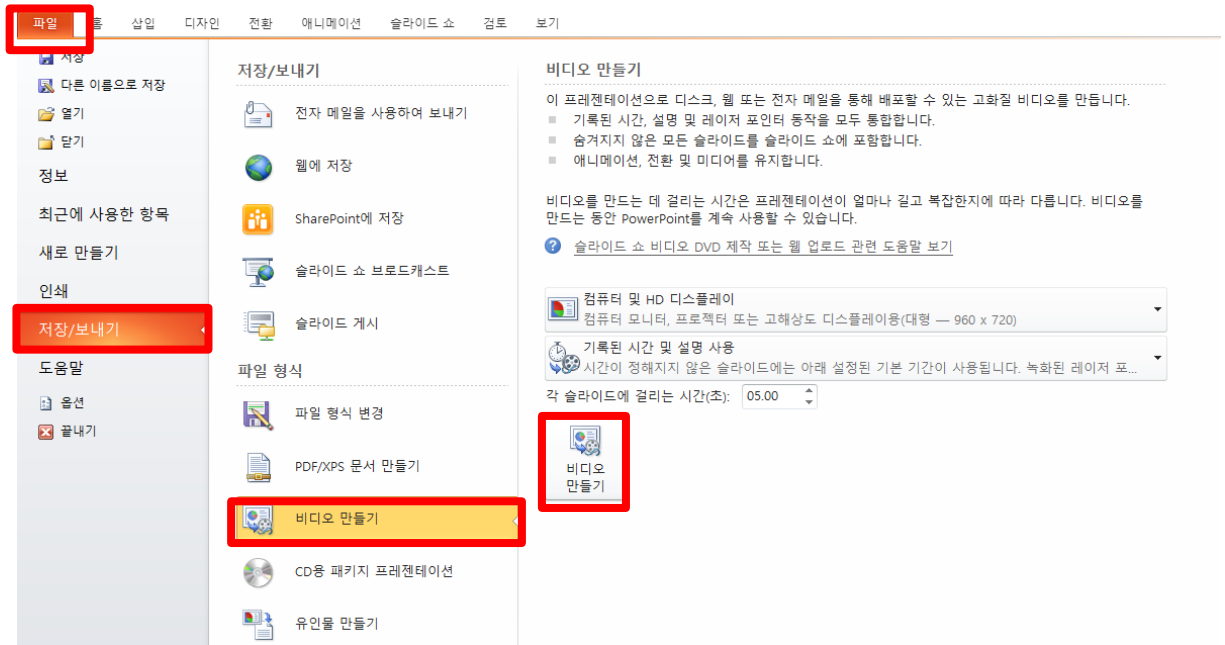 파일 홈 삽입 디자인 전환 애니메이션 슬라이드 쇼 검토 보기
저장
다른 이름으로 저장
열기
닫기
정보
최근에 사용한 항목
새로 만들기
인쇄
저장/보내기
도움말
옵션
끝내기
저장/보내기
전자 메일을 사용하여 보내기
웹에 저장
SharePoint에 저장
슬라이드 쇼 브로드캐스트
슬라이드 게시
파일 형식
파일 형식 변경
PDF/XPS 문서 만들기
비디오 만들기
CD용 패키지 프레젠테이션
유인물 만들기
비디오 만들기
이 프레젠테이션으로 디스크, 웹 또는 전자 메일을 통해 배포할 수 있는 고화질 비디오를 만듭니다.
기록된 시간, 설명 및 레이저 포인터 동작을 모두 통합합니다.
숨겨지지 않은 모든 슬라이드를 슬라이드 쇼에 포함합니다.
애니메이션, 전환 및 미디어를 유지합니다.
비디오를 만드는 데 걸리는 시간은 프레젠테이션이 얼마나 길고 복잡한지에 따라 다릅니다. 비디오를
만드는 동안 PowerPoint를 계속 사용할 수 있습니다.
슬라이드 쇼 비디오 DVD 제작 또는 웹 업로드 관련 도움말 보기
컴퓨터 및 HD 디스플레이
컴퓨터 모니터, 프로젝터 또는 고해상도 디스플레이용(대형 — 960 x 720)
기록된 시간 및 설명 사용
시간이 정해지지 않은 슬라이드에는 아래 설정된 기본 기간이 사용됩니다. 녹화된 레이저 포...
각 슬라이드에 걸리는 시간(초): 05.00
비디오
만들기